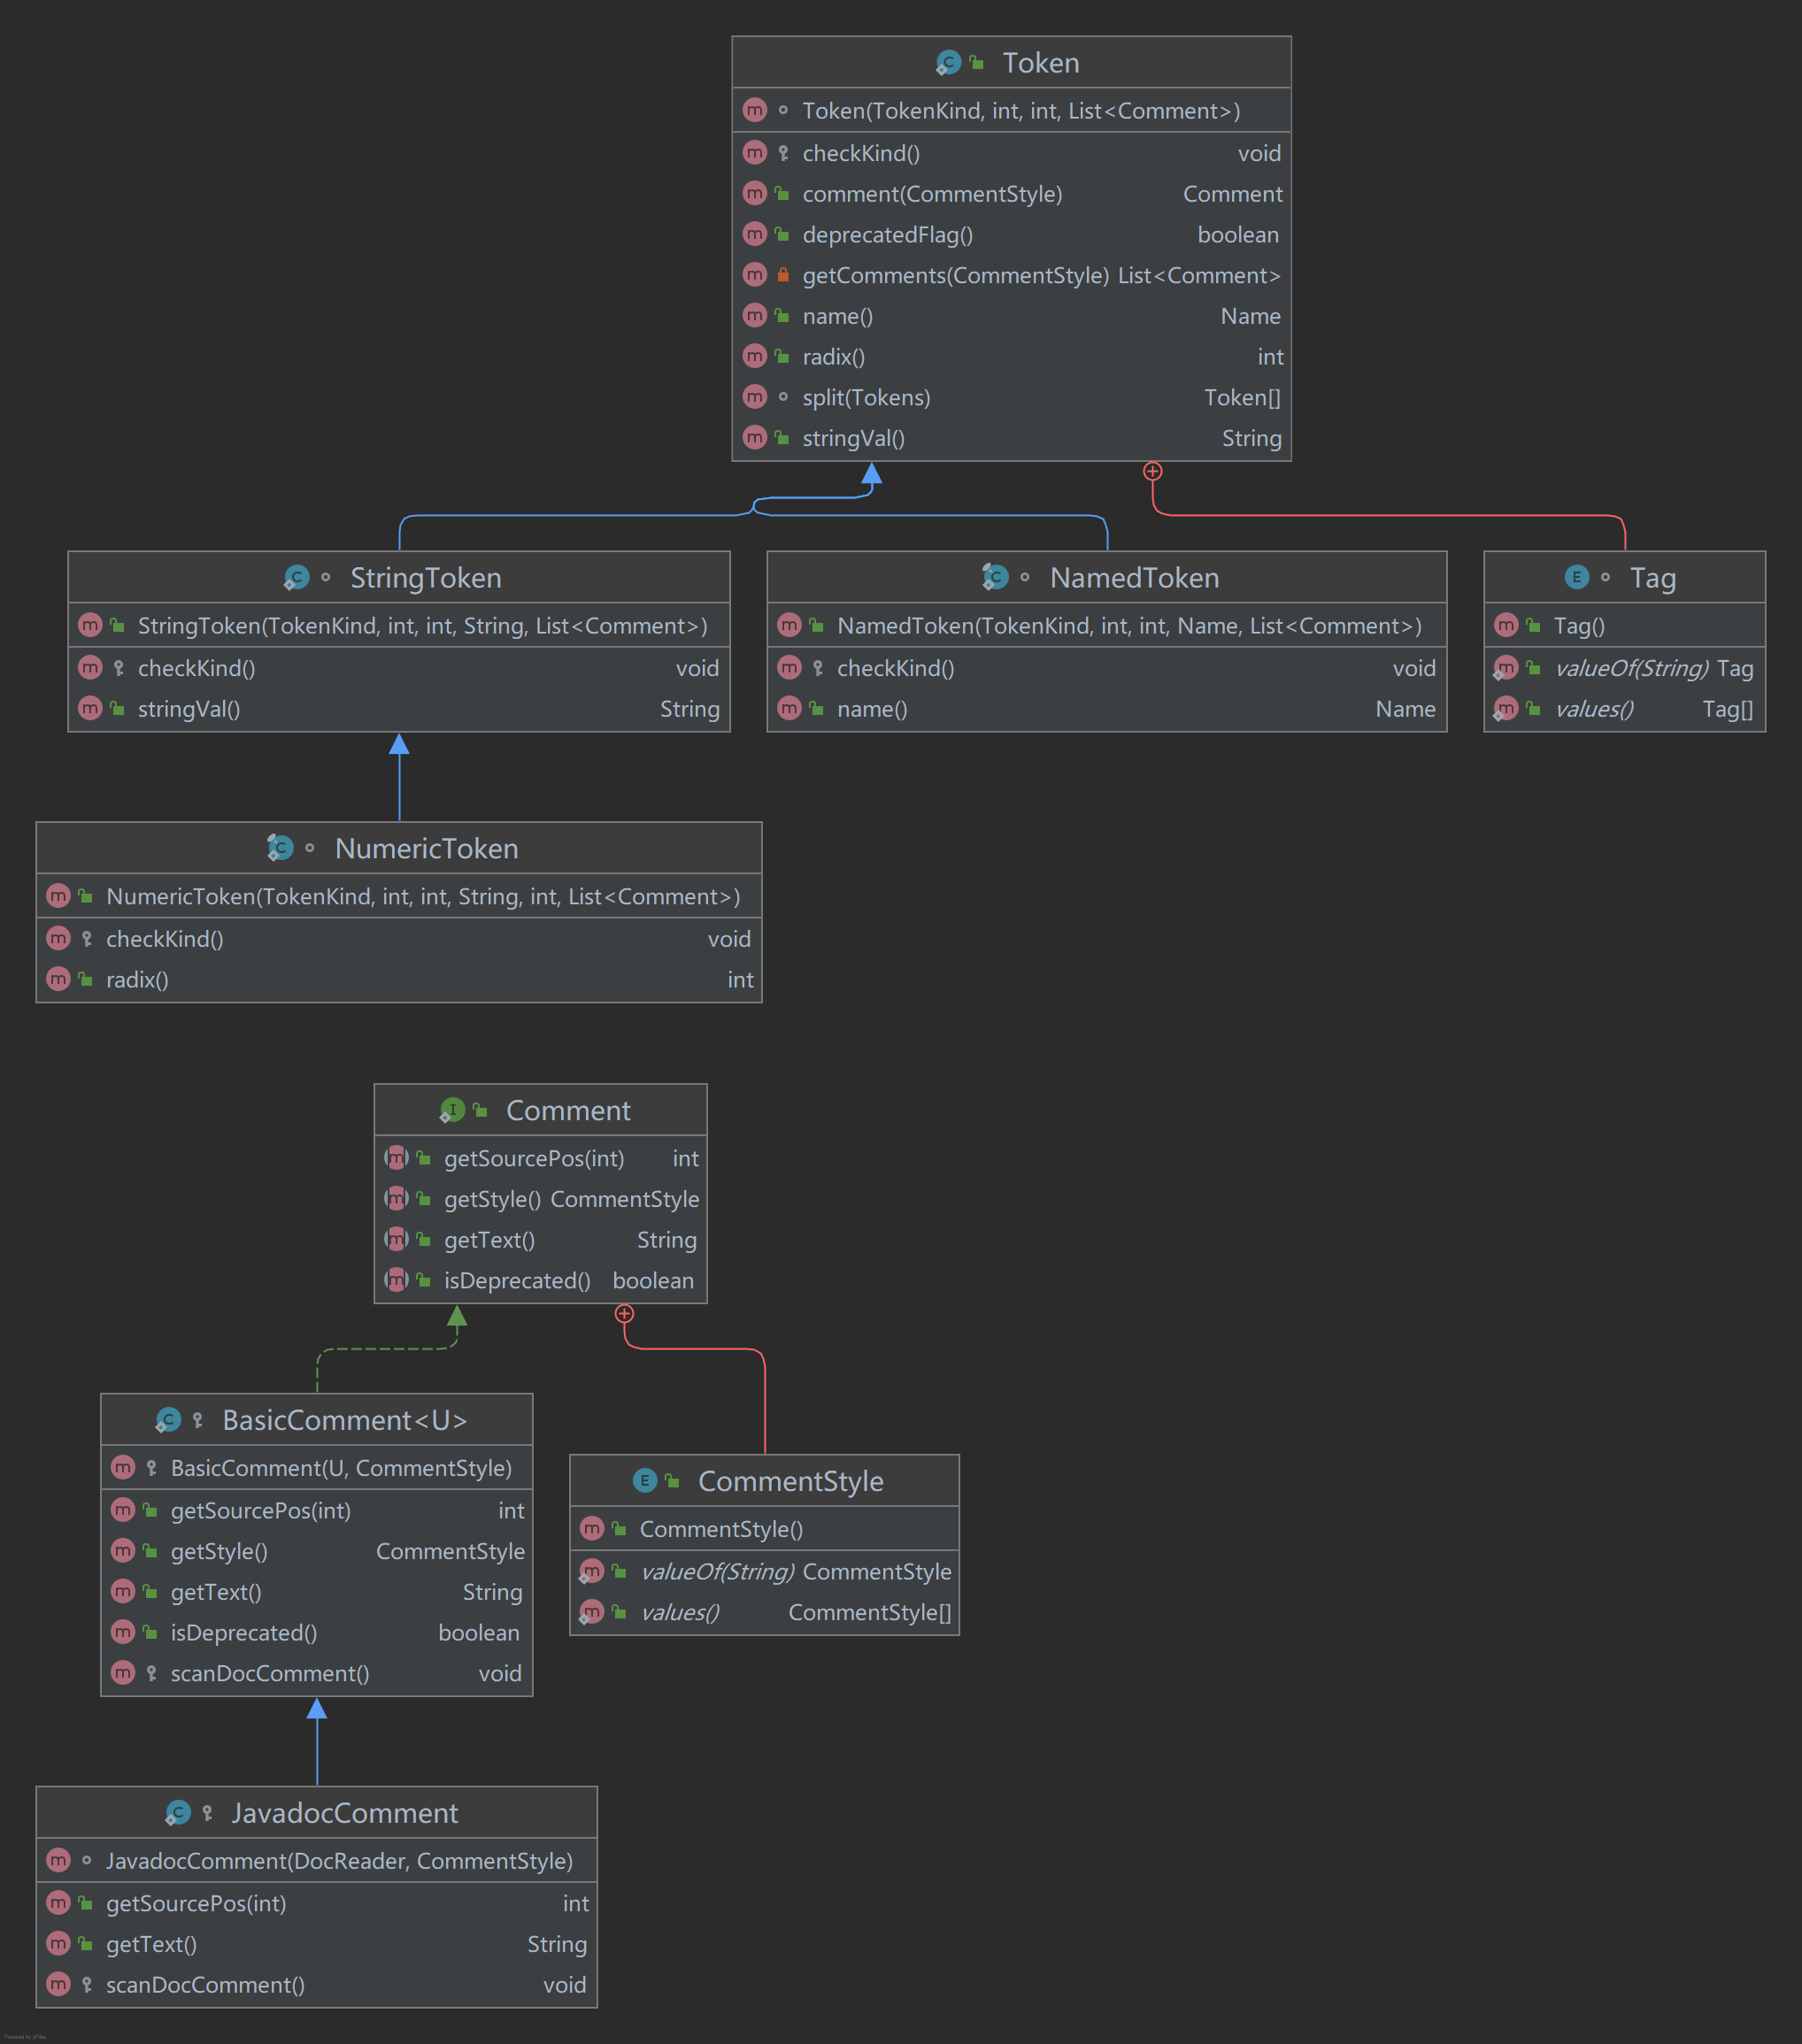 Token
Token(TokenKind, int, int, List<Comment>)
checkKind() void
comment(CommentStyle) Comment
deprecatedFlag() boolean
getComments(CommentStyle) List<Comment>
name() Name
radix() int
split(Tokens) Token[]
stringVal() String
StringToken
StringToken(TokenKind, int, int, String, List<Comment>)
checkKind() void
stringVal() String
NamedToken
NamedToken(TokenKind, int, int, Name, List<Comment>)
checkKind() void
name() Name
Tag
Tag()
valueOf(String) Tag
values() Tag[]
NumericToken
NumericToken(TokenKind, int, int, String, int, List<Comment>)
checkKind() void
radix() int
Comment
getSourcePos(int) int
getStyle() CommentStyle
getText() String
isDeprecated() boolean
BasicComment<U>
BasicComment(U, CommentStyle)
getSourcePos(int) int
getStyle() CommentStyle
getText() String
isDeprecated() boolean
scanDocComment() void
CommentStyle
CommentStyle()
valueOf(String) CommentStyle
values() CommentStyle[]
JavadocComment
JavadocComment(DocReader, CommentStyle)
getSourcePos(int) int
getText() String
scanDocComment() void
Powered by yFiles